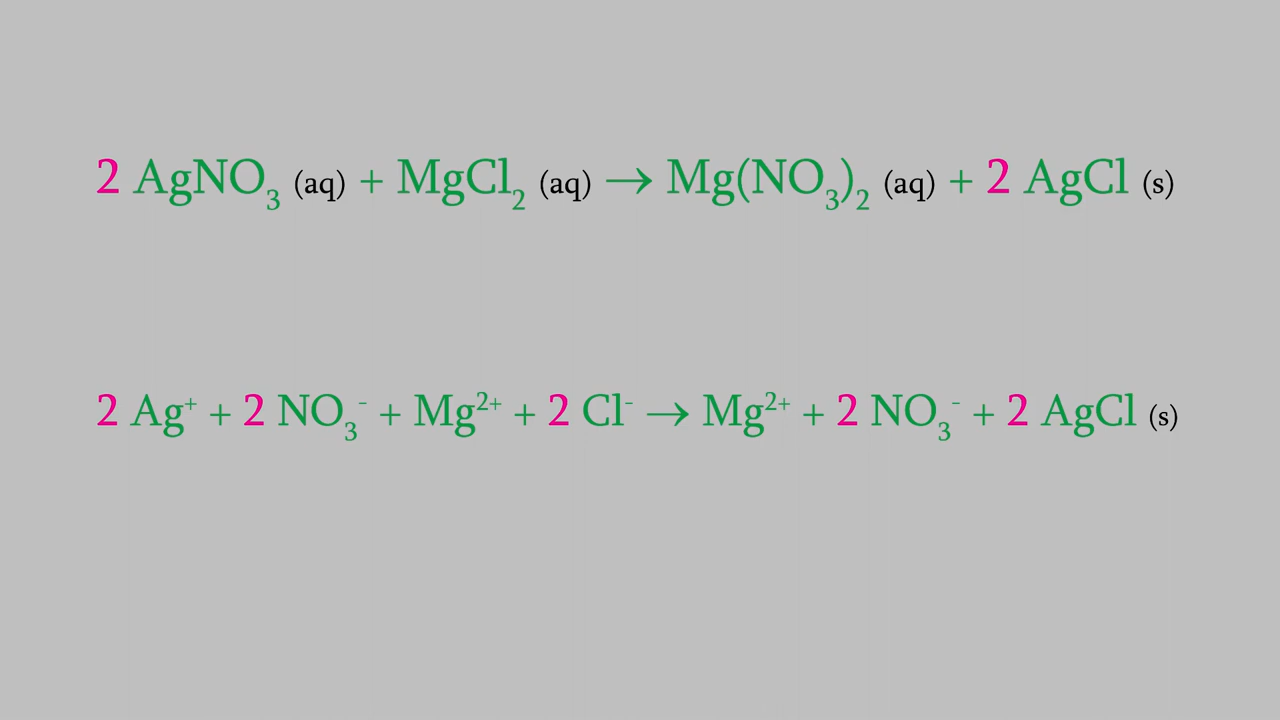 2 AgNO₃ (aq) + MgCl₂ (aq) → Mg(NO₃)₂ (aq) + 2 AgCl (s)
2 Ag⁺ + 2 NO₃⁻ + Mg²⁺ + 2 Cl⁻ → Mg²⁺ + 2 NO₃⁻ + 2 AgCl (s)